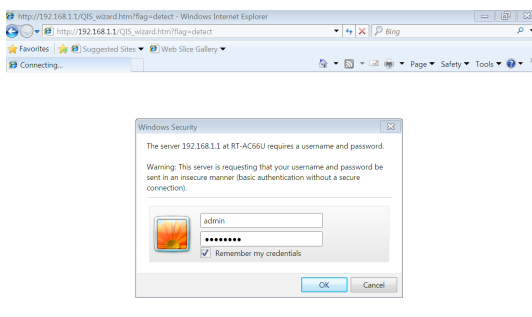 http://192.168.1.1/QIS_wizard.htm?flag=detect - Windows Internet Explorer
http://192.168.1.1/QIS_wizard.htm?flag=detect
Bing
Favorites Suggested Sites Web Slice Gallery
Connecting...
Page Safety Tools
Windows Security
The server 192.168.1.1 at RT-AC66U requires a username and password.
Warning: This server is requesting that your username and password be
sent in an insecure manner (basic authentication without a secure
connection).
admin
••••••••
Remember my credentials
OK Cancel